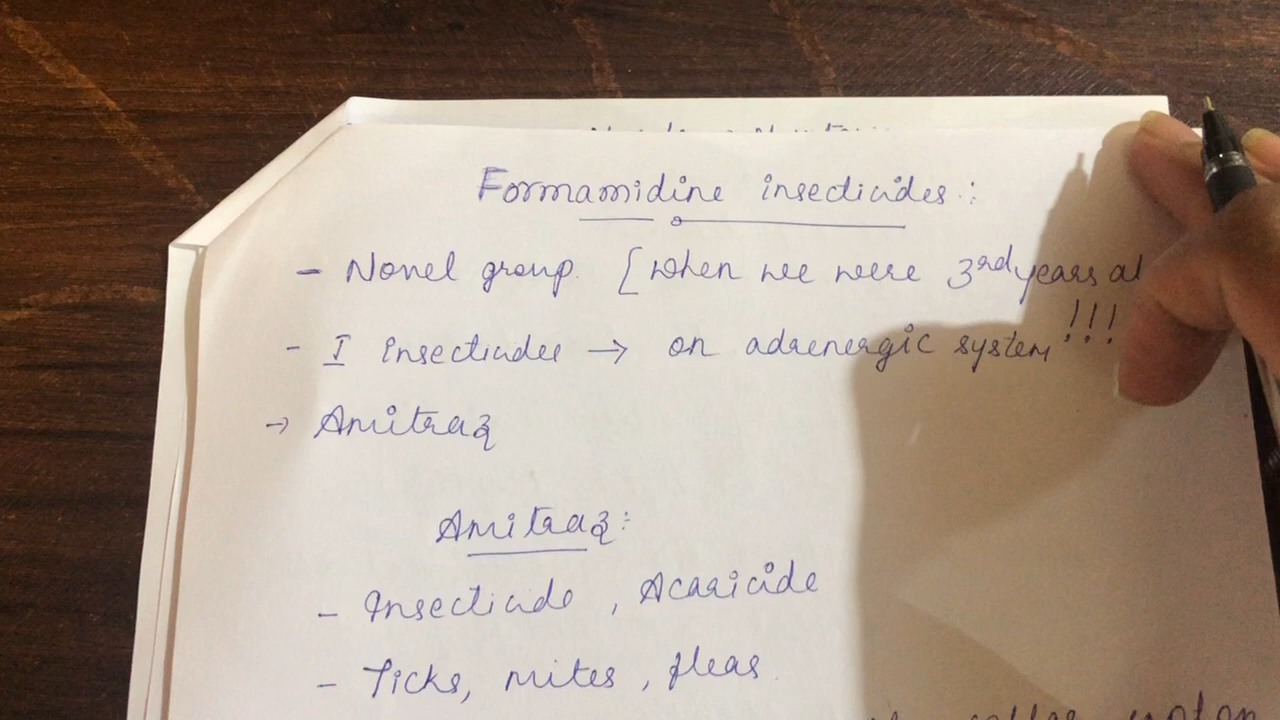 Formamidine insecticides:
- Novel group. [when we were 3rd years
- I insecticides → on adrenergic system!!!
→ Amitraz
Amitraz:
- Insecticide, Acaricide
- Ticks, mites, fleas